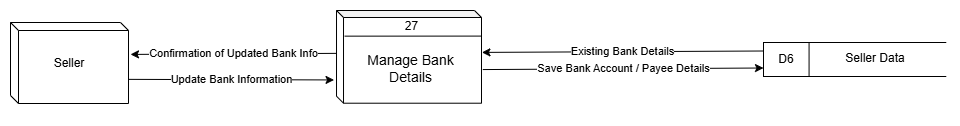 27
Seller
Confirmation of Updated Bank Info
Update Bank Information
Manage Bank
Details
Existing Bank Details
Save Bank Account / Payee Details
D6
Seller Data